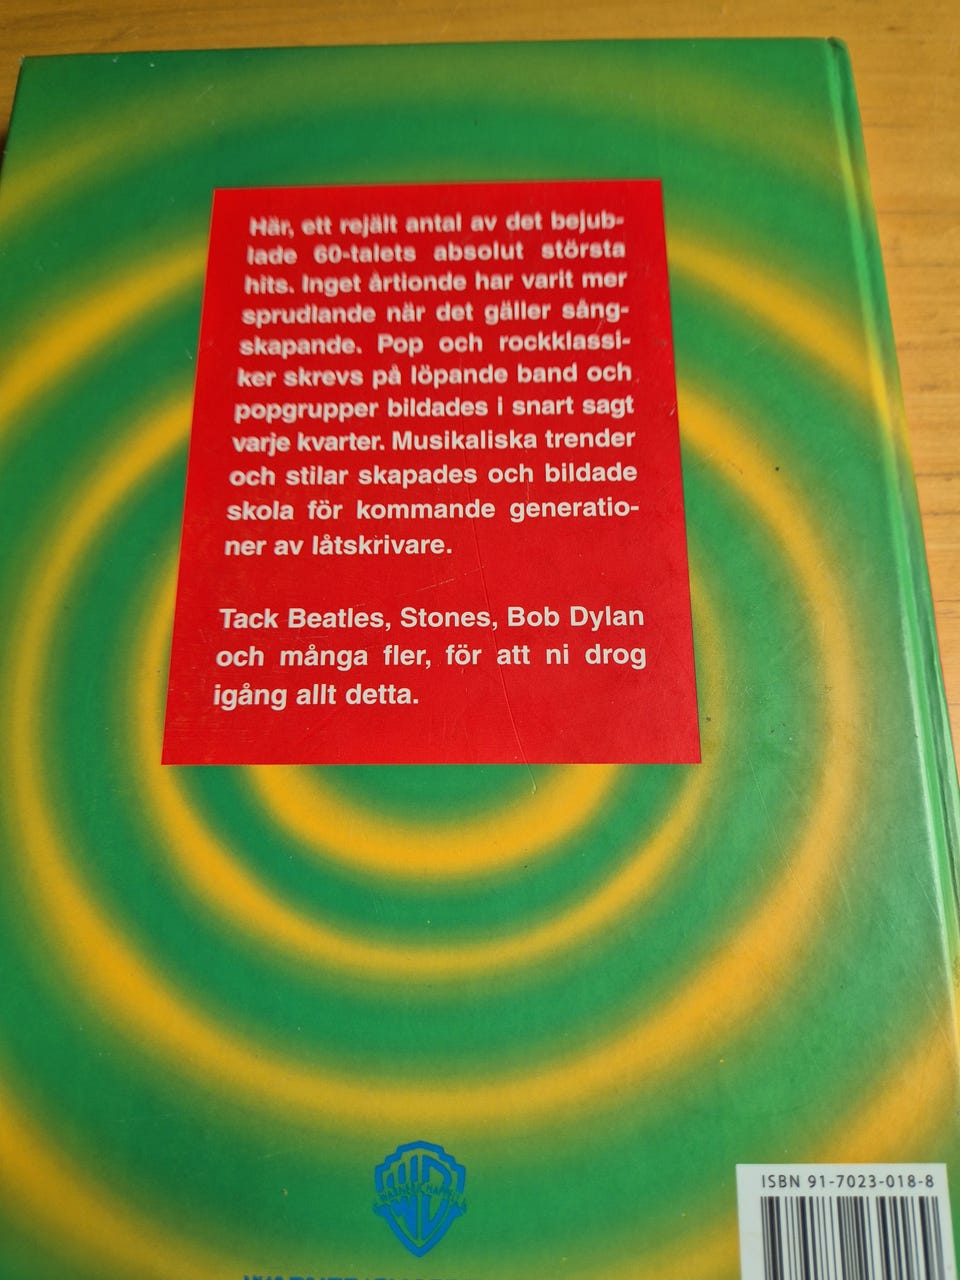 Här, ett rejält antal av det bejub-
lade 60-talets absolut största
hits. Inget årtionde har varit mer
sprudlande när det gäller sång-
skapande. Pop och rockklassi-
ker skrevs på löpande band och
popgrupper bildades i snart sagt
varje kvarter. Musikaliska trender
och stilar skapades och bildade
skola för kommande generatio-
ner av låtskrivare.
Tack Beatles, Stones, Bob Dylan
och många fler, för att ni drog
igång allt detta.
WARNER CHAPPELL
ISBN 91-7023-018-8